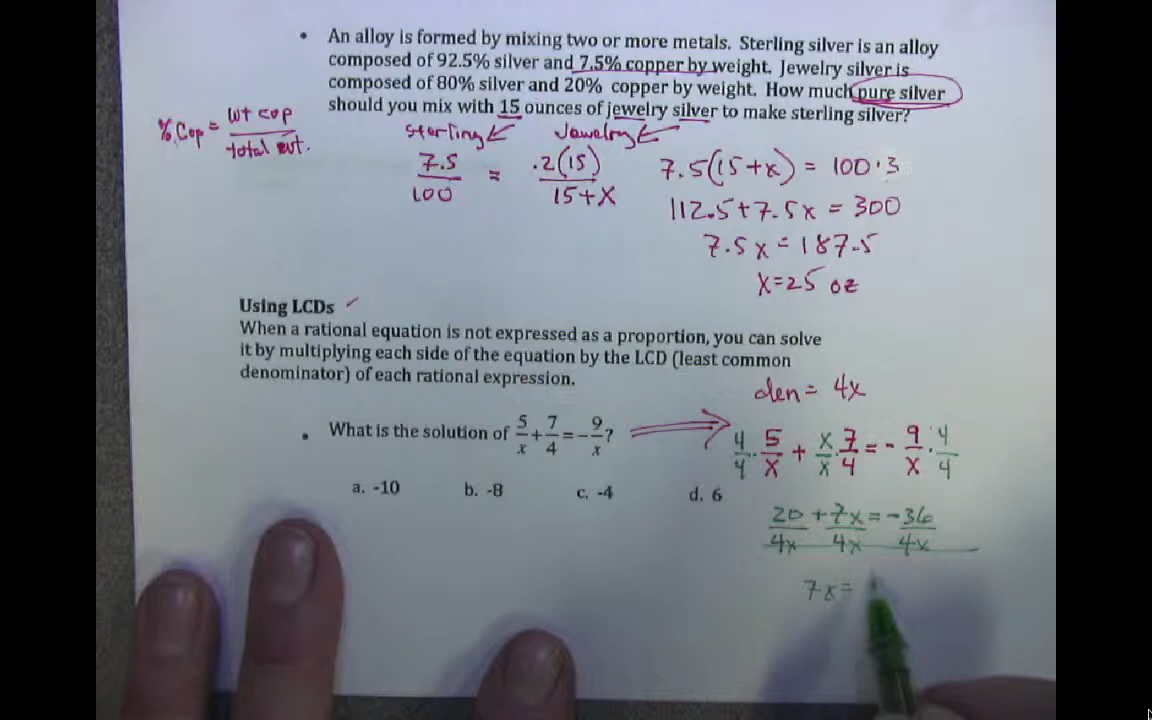 • An alloy is formed by mixing two or more metals. Sterling silver is an alloy
composed of 92.5% silver and 7.5% copper by weight. Jewelry silver is
composed of 80% silver and 20% copper by weight. How much pure silver
should you mix with 15 ounces of jewelry silver to make sterling silver?
% Cop = wt cop / total wt.
sterling Jewelry
7.5/100 = .2(15)/15+x
7.5(15+x) = 100·3
112.5+7.5x = 300
7.5x = 187.5
x=25 oz
Using LCDs
When a rational equation is not expressed as a proportion, you can solve
it by multiplying each side of the equation by the LCD (least common
denominator) of each rational expression.
den = 4x
• What is the solution of 5/x + 7/4 = - 9/x?
4/4 · 5/x + x/x · 7/4 = - 9/x · 4/4
a. -10 b. -8 c. -4 d. 6
20/4x + 7x/4x = -36/4x
7x =